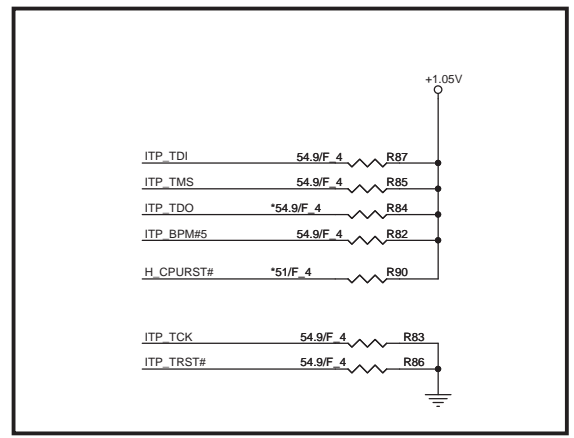 +1.05V
ITP_TDI 54.9/F_4 R87
ITP_TMS 54.9/F_4 R85
ITP_TDO *54.9/F_4 R84
ITP_BPM#5 54.9/F_4 R82
H_CPURST# *51/F_4 R90
ITP_TCK 54.9/F_4 R83
ITP_TRST# 54.9/F_4 R86